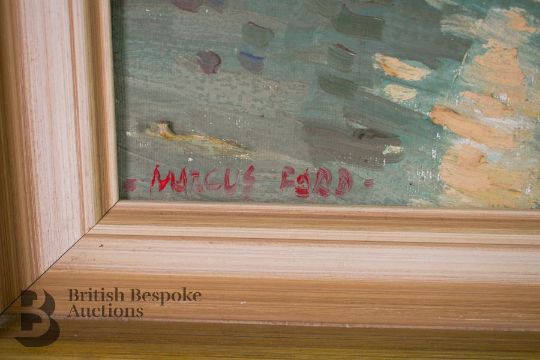 - MARCUS FORD -
British Bespoke
Auctions